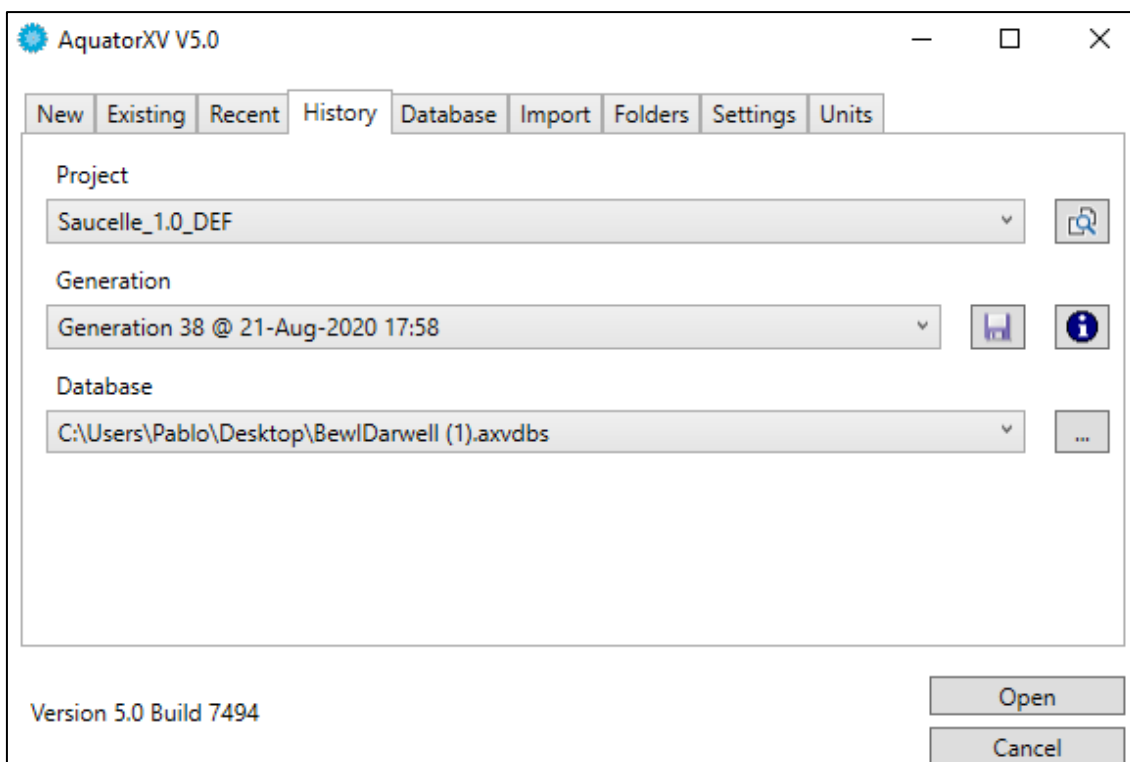 AquatorXV V5.0
New Existing Recent History Database Import Folders Settings Units
Project
Saucelle_1.0_DEF
Generation
Generation 38 @ 21-Aug-2020 17:58
Database
C:\Users\Pablo\Desktop\BewlDarwell (1).axvdbs
...
Open
Version 5.0 Build 7494
Cancel